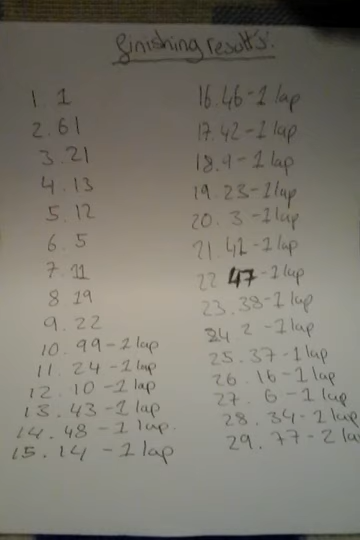 finishing results:
1. 1
2. 61
3. 21
4. 13
5. 12
6. 5
7. 11
8 19
9. 22
10. 99-1 lap
11. 24 -1 lap
12. 10 -1 lap
13. 43 -1 lap
14. 48 -1 lap.
15. 14 -1 lap
16. 46-1 lap
17. 42-1 lap
18. 9-1 lap
19. 23-1 lap
20. 3-1 lap
21. 41-1 lap
22 47-1 lap
23. 38-1 lap
24 2 -1 lap
25. 37-1 lap
26. 16-1 lap
27. 6-1 lap
28. 34-1 lap
29. 77-2 la